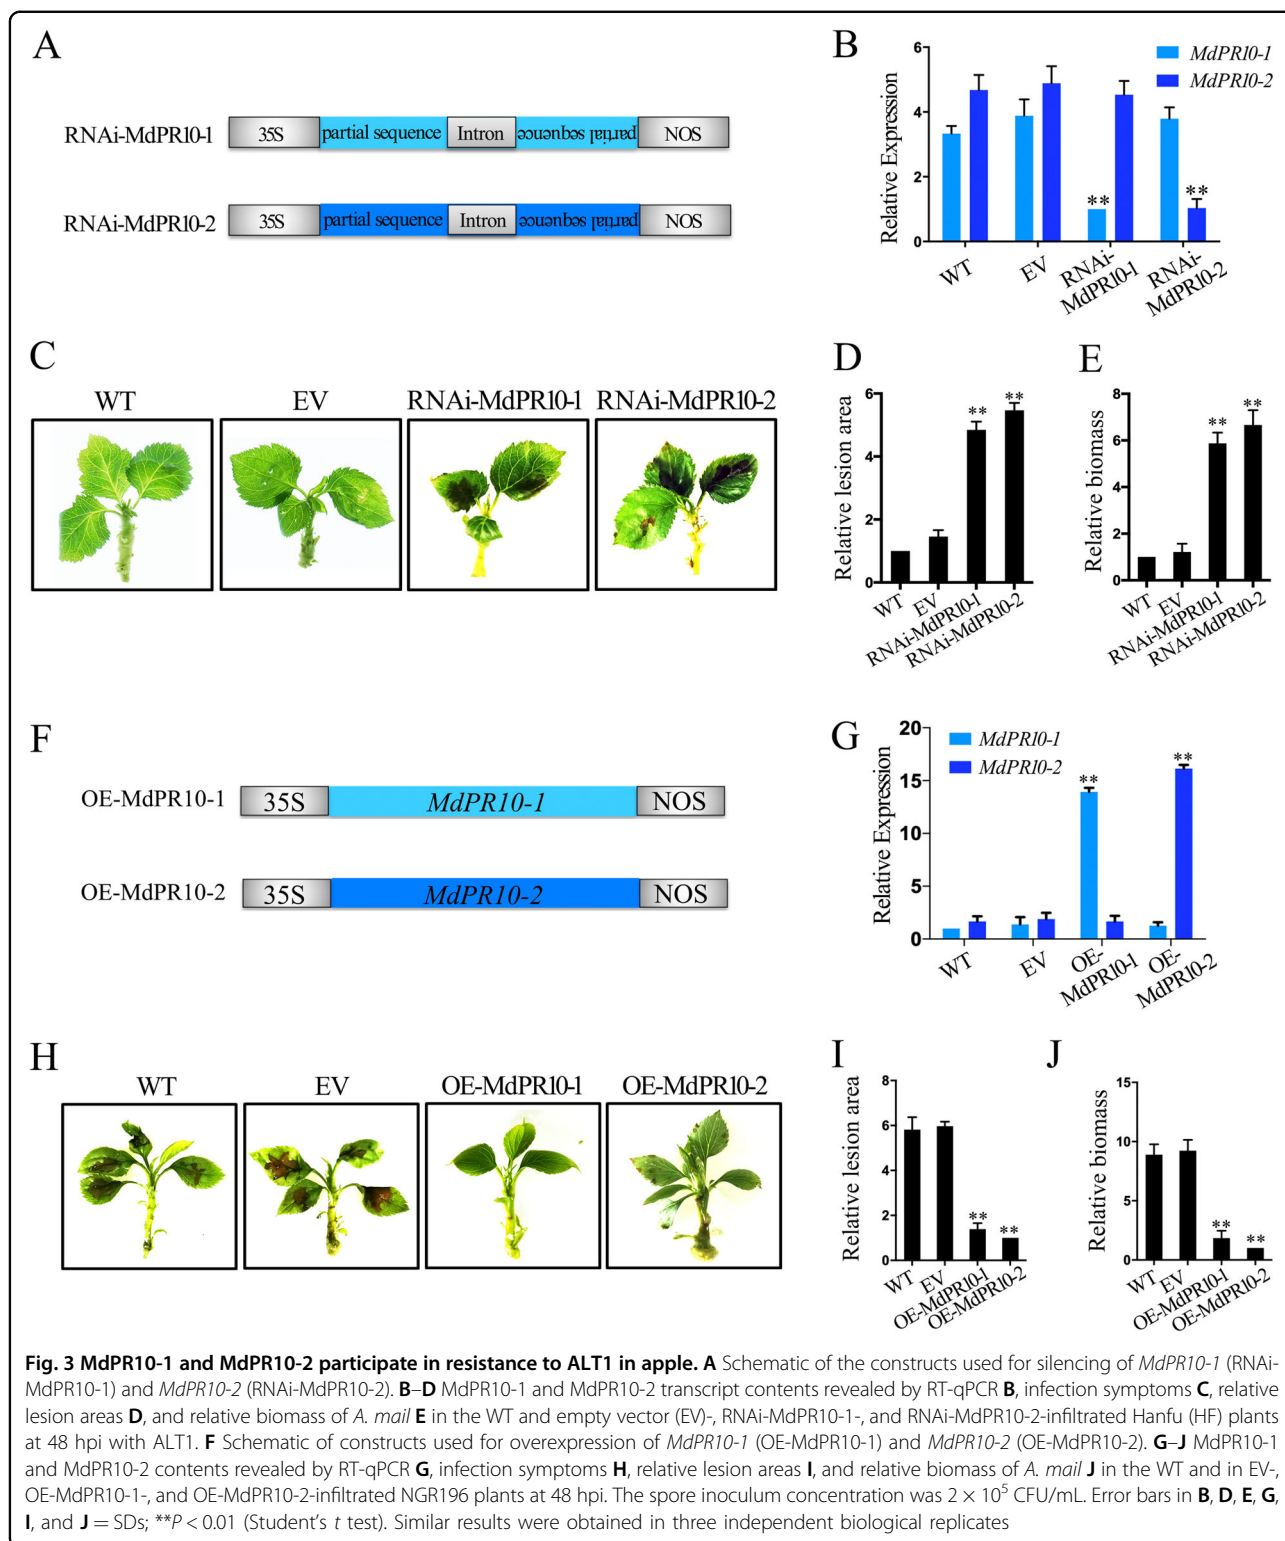 A
RNAi-MdPR10-1
35S partial sequence Intron partial sequence NOS
RNAi-MdPR10-2
35S partial sequence Intron partial sequence NOS
B
MdPR10-1
MdPR10-2
Relative Expression
6
4
2
0
**
**
WT
EV
RNAi-
MdPR10-1
RNAi-
MdPR10-2
C
WT EV RNAi-MdPR10-1 RNAi-MdPR10-2
D
Relative lesion area
6
4
2
0
**
**
WT
EV
RNAi-MdPR10-1
RNAi-MdPR10-2
E
Relative biomass
8
6
4
2
0
**
**
WT
EV
RNAi-MdPR10-1
RNAi-MdPR10-2
F
OE-MdPR10-1
35S MdPR10-1 NOS
OE-MdPR10-2
35S MdPR10-2 NOS
G
MdPR10-1
MdPR10-2
Relative Expression
20
15
10
5
0
**
**
WT
EV
OE-
MdPR10-1
OE-
MdPR10-2
H
WT EV OE-MdPR10-1 OE-MdPR10-2
I
Relative lesion area
8
6
4
2
0
**
**
WT
EV
OE-MdPR10-1
OE-MdPR10-2
J
Relative biomass
15
10
5
0
**
**
WT
EV
OE-MdPR10-1
OE-MdPR10-2
Fig. 3 MdPR10-1 and MdPR10-2 participate in resistance to ALT1 in apple. A Schematic of the constructs used for silencing of MdPR10-1 (RNAi-
MdPR10-1) and MdPR10-2 (RNAi-MdPR10-2). B–D MdPR10-1 and MdPR10-2 transcript contents revealed by RT-qPCR B, infection symptoms C, relative
lesion areas D, and relative biomass of A. mail E in the WT and empty vector (EV)-, RNAi-MdPR10-1-, and RNAi-MdPR10-2-infiltrated Hanfu (HF) plants
at 48 hpi with ALT1. F Schematic of constructs used for overexpression of MdPR10-1 (OE-MdPR10-1) and MdPR10-2 (OE-MdPR10-2). G–J MdPR10-1
and MdPR10-2 contents revealed by RT-qPCR G, infection symptoms H, relative lesion areas I, and relative biomass of A. mail J in the WT and in EV-,
OE-MdPR10-1-, and OE-MdPR10-2-infiltrated NGR196 plants at 48 hpi. The spore inoculum concentration was 2 × 10⁵ CFU/mL. Error bars in B, D, E, G,
I, and J = SDs; **P < 0.01 (Student's t test). Similar results were obtained in three independent biological replicates